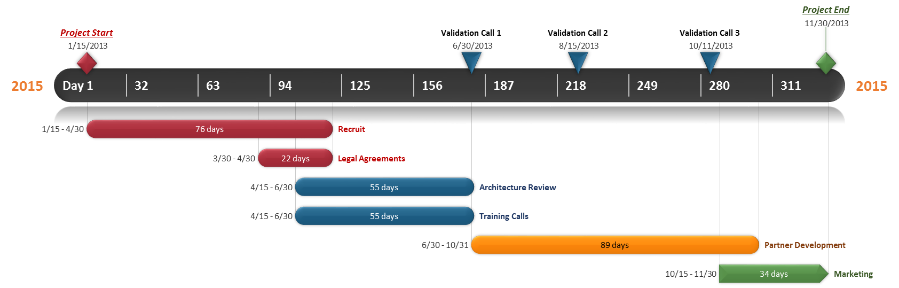 Project Start
1/15/2013
Validation Call 1
6/30/2013
Validation Call 2
8/15/2013
Validation Call 3
10/11/2013
Project End
11/30/2013
2015 Day 1 32 63 94 125 156 187 218 249 280 311 2015
1/15 - 4/30 76 days Recruit
3/30 - 4/30 22 days Legal Agreements
4/15 - 6/30 55 days Architecture Review
4/15 - 6/30 55 days Training Calls
6/30 - 10/31 89 days Partner Development
10/15 - 11/30 34 days Marketing